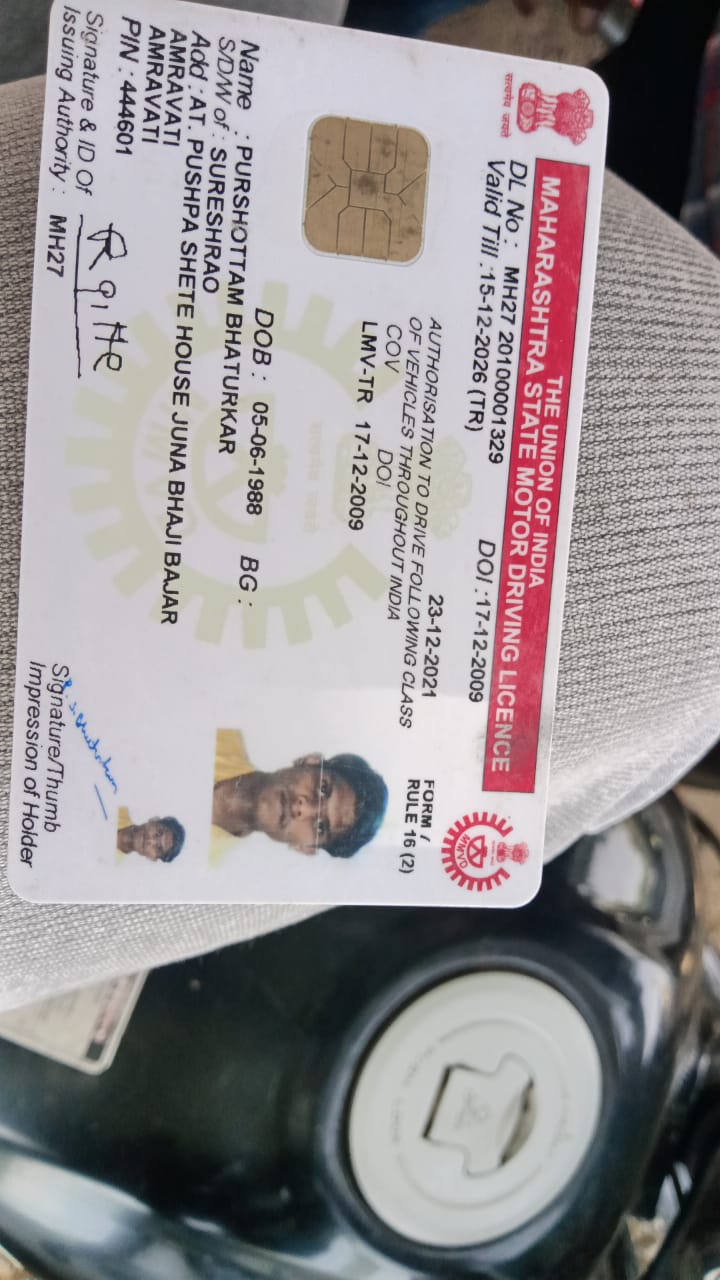 सत्यमेव जयते
THE UNION OF INDIA
MAHARASHTRA STATE MOTOR DRIVING LICENCE
DL No : MH27 20100001329 DOI :17-12-2009
Valid Till :15-12-2026 (TR)
23-12-2021
FORM /
RULE 16 (2)
AUTHORISATION TO DRIVE FOLLOWING CLASS
OF VEHICLES THROUGHOUT INDIA
COV DOI
LMV-TR 17-12-2009
MMVD
DOB : 05-06-1988 BG :
Name : PURSHOTTAM BHATURKAR
S/D/W of : SURESHRAO
Add : AT. PUSHPA SHETE HOUSE JUNA BHAJI BAJAR
AMRAVATI
AMRAVATI
PIN : 444601
Signature & ID Of
Issuing Authority : MH27
Signature/Thumb
Impression of Holder